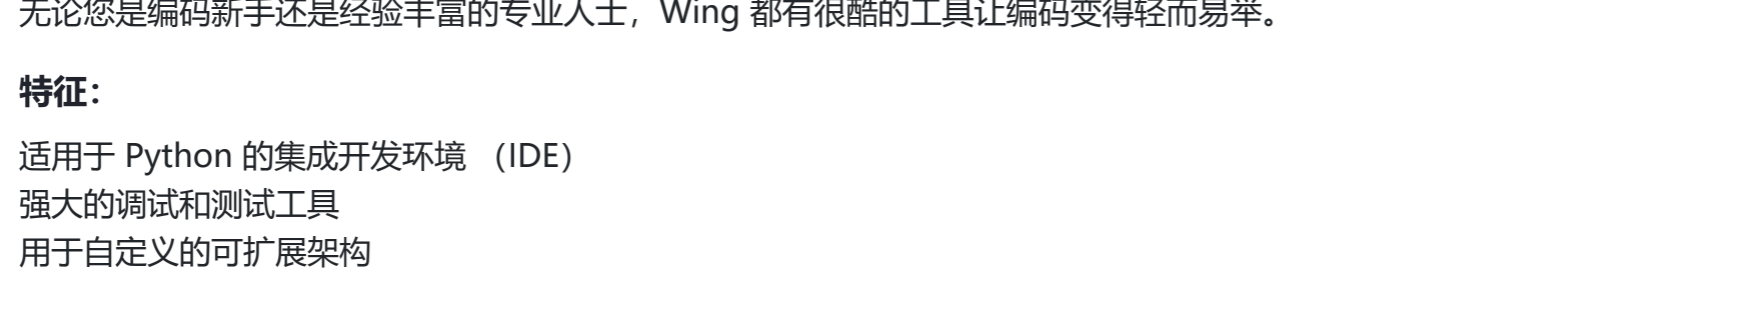 无论您是编码新手还是经验丰富的专业人士，Wing 都有很酷的工具让编码变得轻而易举。
特征：
适用于 Python 的集成开发环境 （IDE）
强大的调试和测试工具
用于自定义的可扩展架构